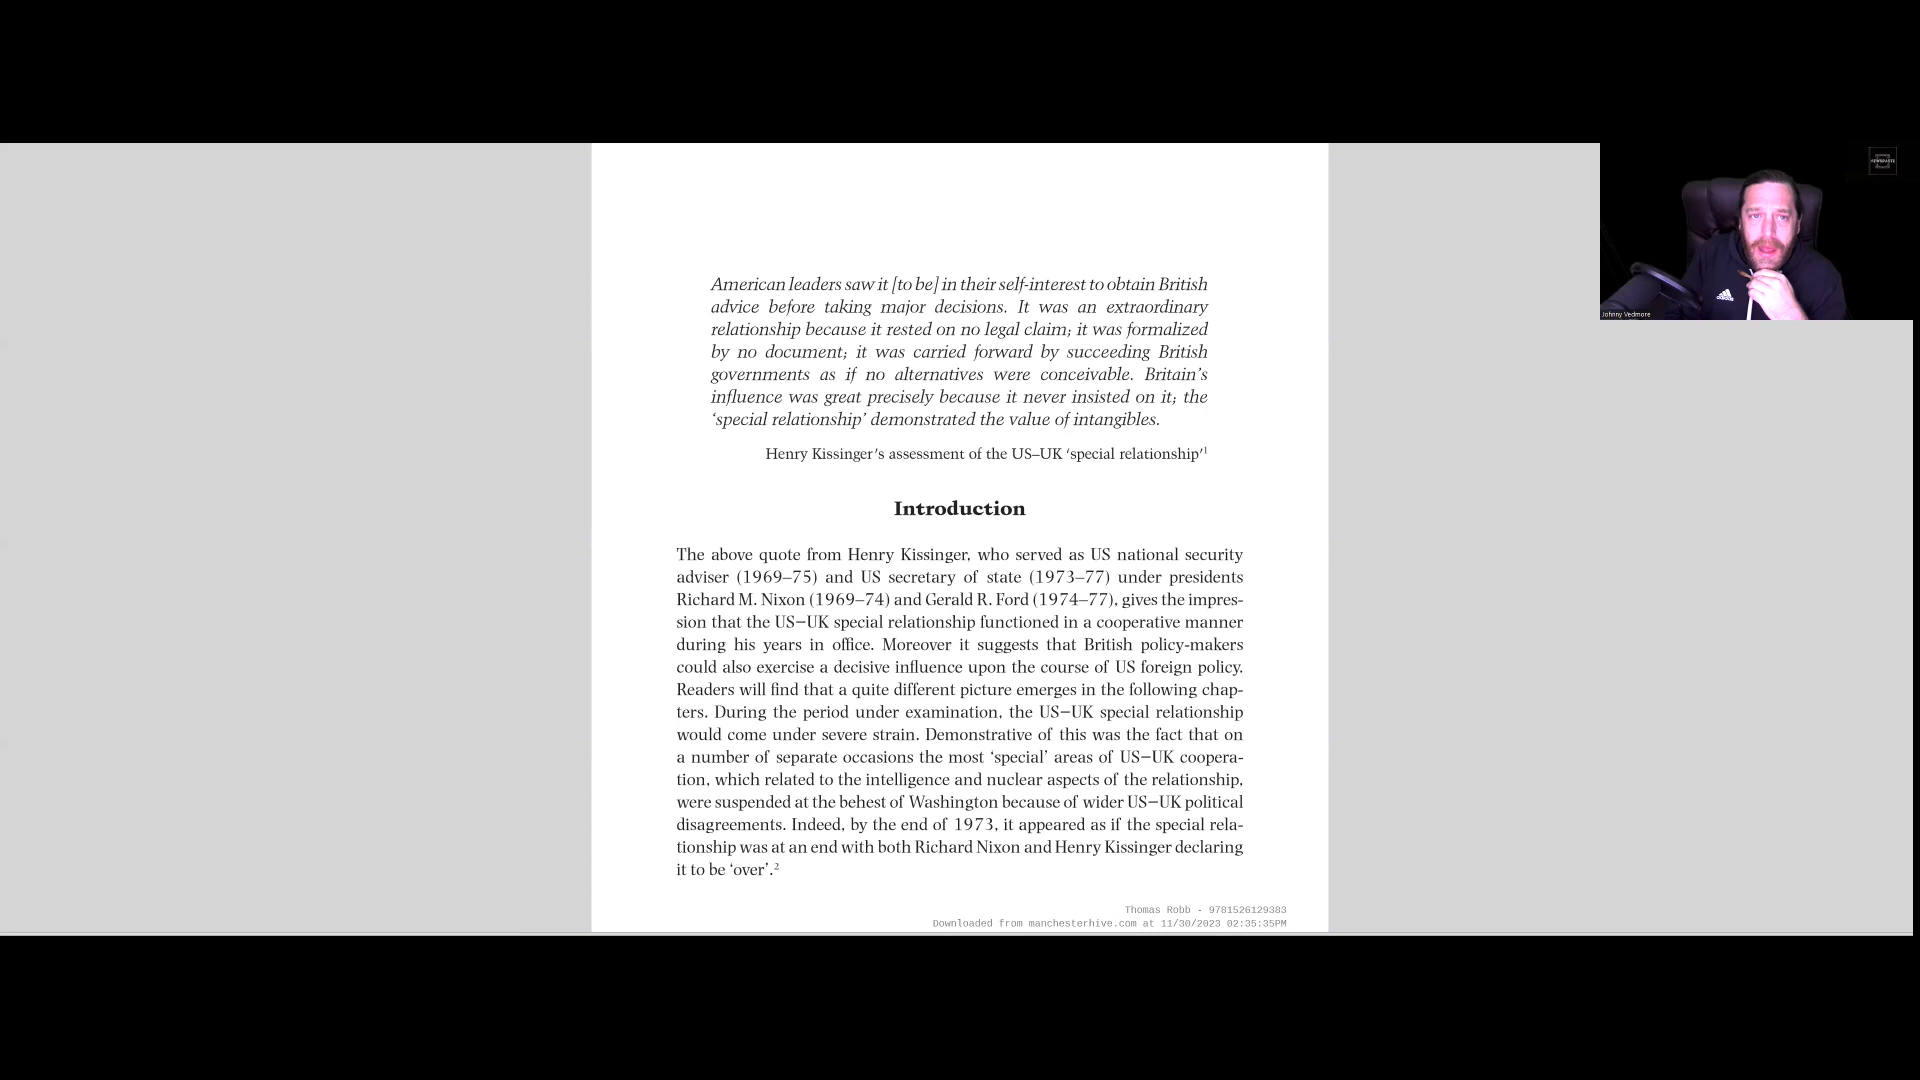 American leaders saw it [to be] in their self-interest to obtain British
advice before taking major decisions. It was an extraordinary
relationship because it rested on no legal claim; it was formalized
by no document; it was carried forward by succeeding British
governments as if no alternatives were conceivable. Britain's
influence was great precisely because it never insisted on it; the
‘special relationship’ demonstrated the value of intangibles.
Henry Kissinger's assessment of the US–UK ‘special relationship’¹
Introduction
The above quote from Henry Kissinger, who served as US national security
adviser (1969–75) and US secretary of state (1973–77) under presidents
Richard M. Nixon (1969–74) and Gerald R. Ford (1974–77), gives the impres-
sion that the US–UK special relationship functioned in a cooperative manner
during his years in office. Moreover it suggests that British policy-makers
could also exercise a decisive influence upon the course of US foreign policy.
Readers will find that a quite different picture emerges in the following chap-
ters. During the period under examination, the US–UK special relationship
would come under severe strain. Demonstrative of this was the fact that on
a number of separate occasions the most ‘special’ areas of US–UK coopera-
tion, which related to the intelligence and nuclear aspects of the relationship,
were suspended at the behest of Washington because of wider US–UK political
disagreements. Indeed, by the end of 1973, it appeared as if the special rela-
tionship was at an end with both Richard Nixon and Henry Kissinger declaring
it to be ‘over’.²
Thomas Robb - 9781526129383
Downloaded from manchesterhive.com at 11/30/2023 02:35:35PM
Johnny Vedmore